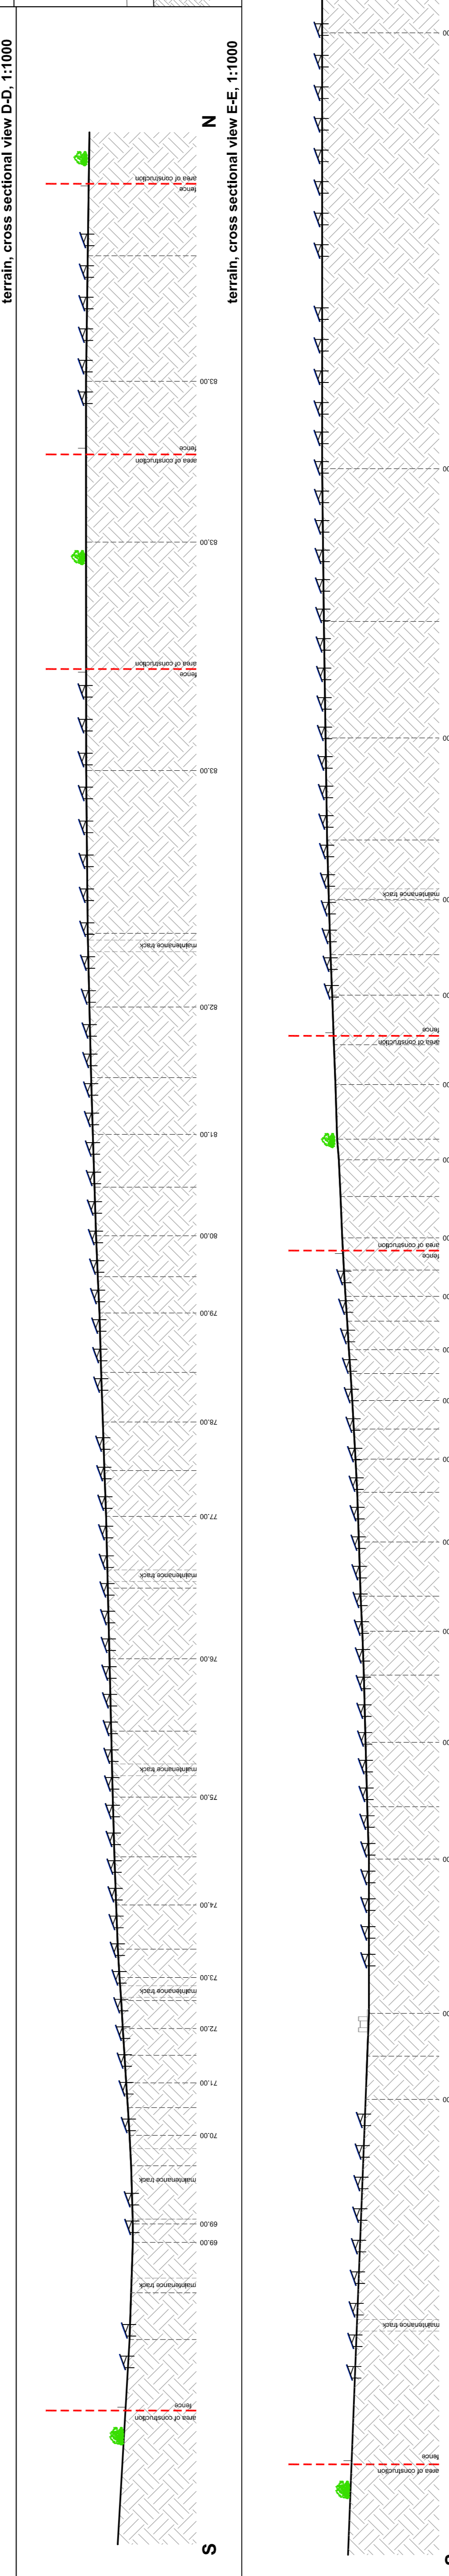 terrain, cross sectional view D-D, 1:1000
N
area of construction
fence
83,00
fence
area of construction
83,00
area of construction
fence
83,00
maintenance track
82,00
81,00
80,00
79,00
78,00
77,00
maintenance track
76,00
maintenance track
75,00
74,00
73,00
maintenance track
72,00
71,00
70,00
maintenance track
69,00
69,00
maintenance track
fence
area of construction
S
terrain, cross sectional view E-E, 1:1000
maintenance track
fence
area of construction
area of construction
fence
maintenance track
fence
area of construction